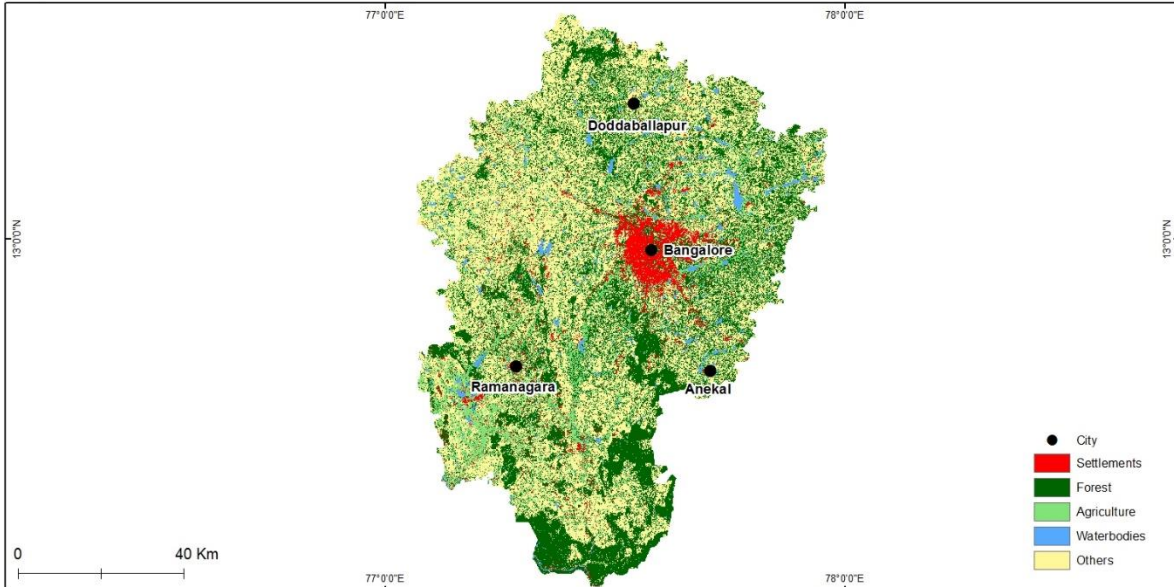 77°0'0"E 78°0'0"E
Doddaballapur
13°0'0"N 13°0'0"N
Bangalore
Ramanagara
Anekal
City
Settlements
Forest
Agriculture
Waterbodies
Others
0 40 Km
77°0'0"E 78°0'0"E